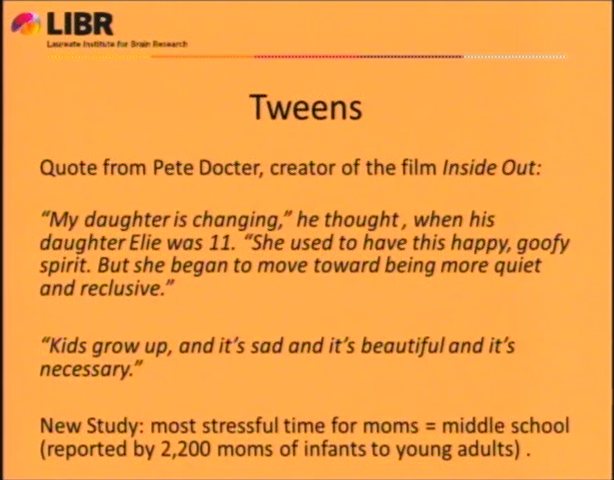 LIBR
Laureate Institute for Brain Research
Tweens
Quote from Pete Docter, creator of the film Inside Out:
“My daughter is changing,” he thought, when his
daughter Elie was 11. “She used to have this happy, goofy
spirit. But she began to move toward being more quiet
and reclusive.”
“Kids grow up, and it’s sad and it’s beautiful and it’s
necessary.”
New Study: most stressful time for moms = middle school
(reported by 2,200 moms of infants to young adults) .